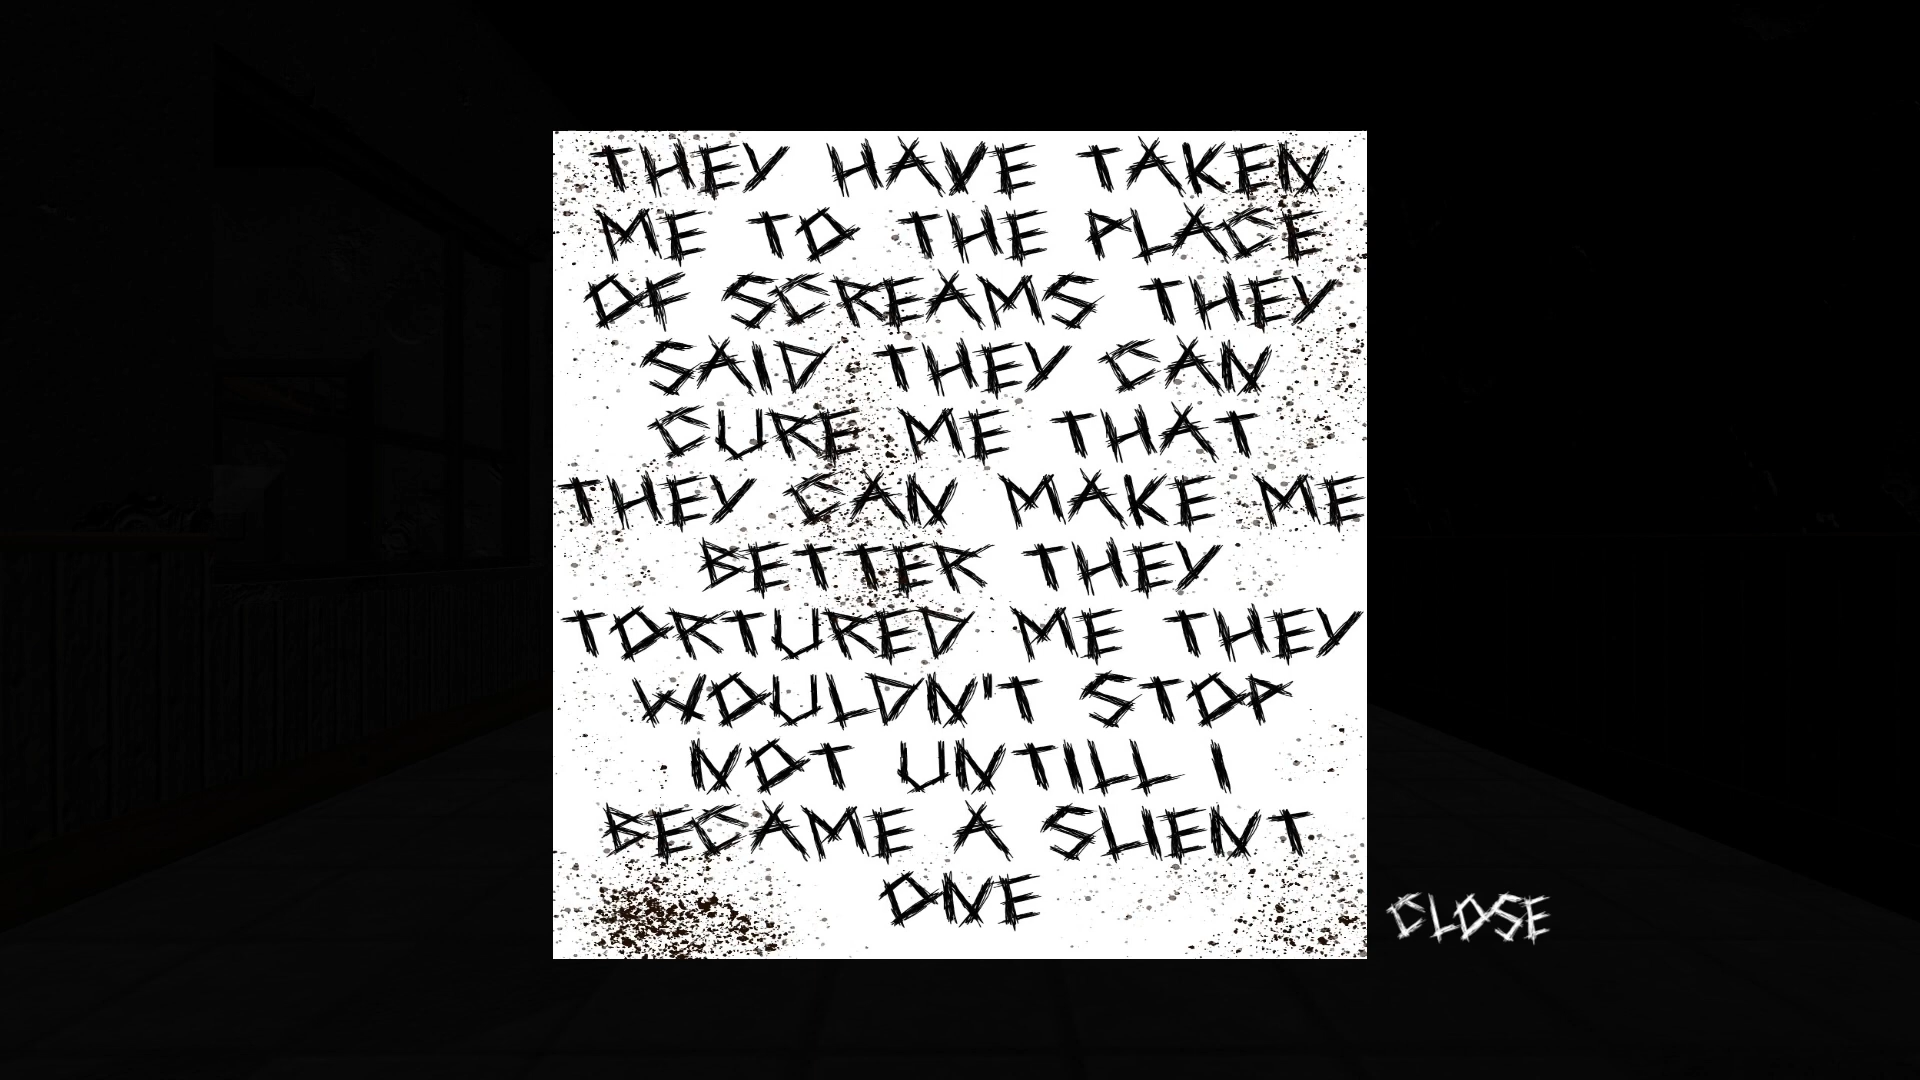 THEY HAVE TAKEN
ME TO THE PLACE
OF SCREAMS THEY
SAID THEY CAN
CURE ME THAT
THEY CAN MAKE ME
BETTER THEY
TORTURED ME THEY
WOULDN'T STOP
NOT UNTILL I
BECAME A SLIENT
ONE
CLOSE